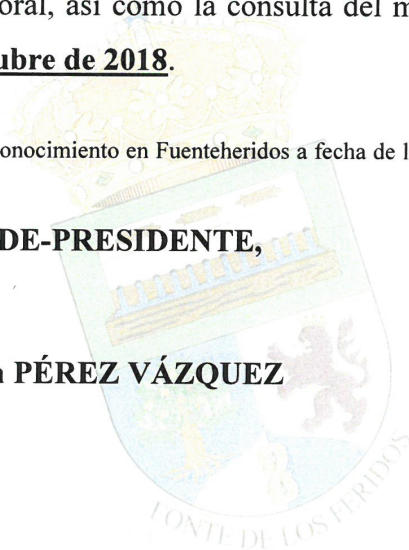 oral, así como la consulta del m
ubre de 2018.
onocimiento en Fuenteheridos a fecha de l
DE-PRESIDENTE,
PÉREZ VÁZQUEZ
FONTE DE LOS FERIDOS